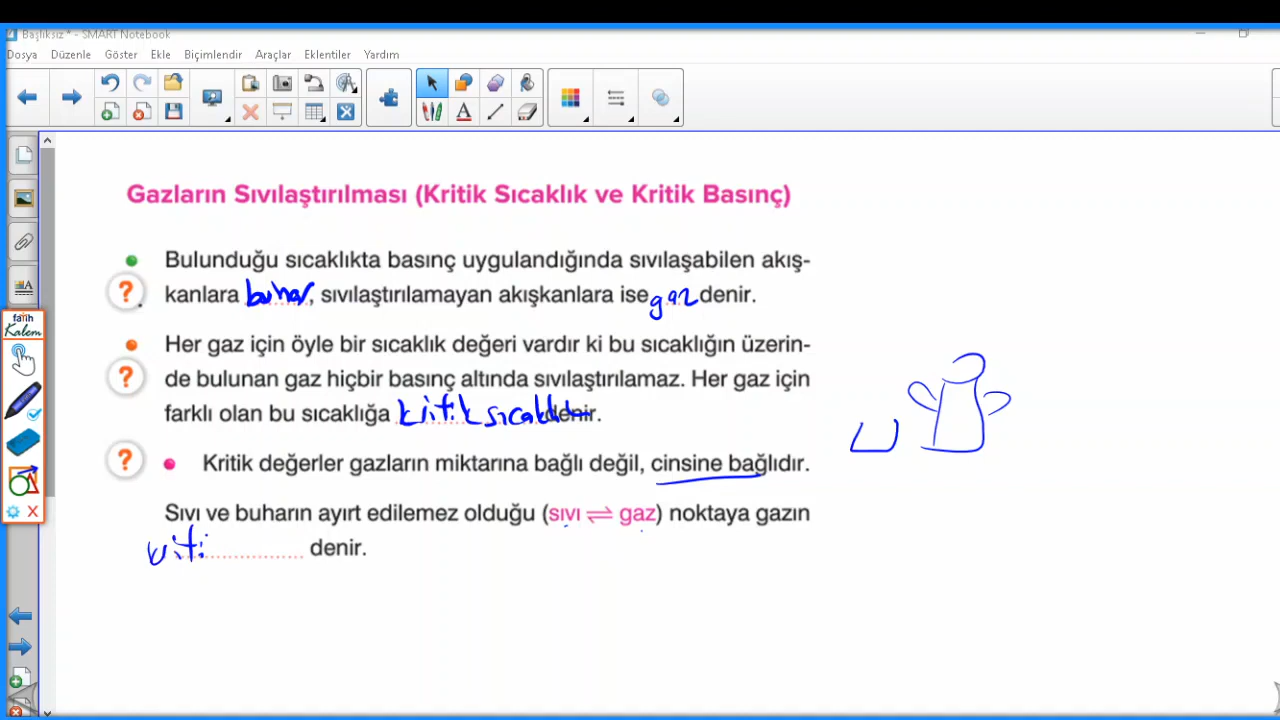 Başlıksız * - SMART Notebook
Dosya Düzenle Göster Ekle Biçimlendir Araçlar Eklentiler Yardım
Gazların Sıvılaştırılması (Kritik Sıcaklık ve Kritik Basınç)
Bulunduğu sıcaklıkta basınç uygulandığında sıvılaşabilen akış-
kanlara buhar, sıvılaştırılamayan akışkanlara ise gaz denir.
Her gaz için öyle bir sıcaklık değeri vardır ki bu sıcaklığın üzerin-
de bulunan gaz hiçbir basınç altında sıvılaştırılamaz. Her gaz için
farklı olan bu sıcaklığa kritik sıcaklık denir.
Kritik değerler gazların miktarına bağlı değil, cinsine bağlıdır.
Sıvı ve buharın ayırt edilemez olduğu (sıvı ⇌ gaz) noktaya gazın
kriti denir.
fatih
Kalem